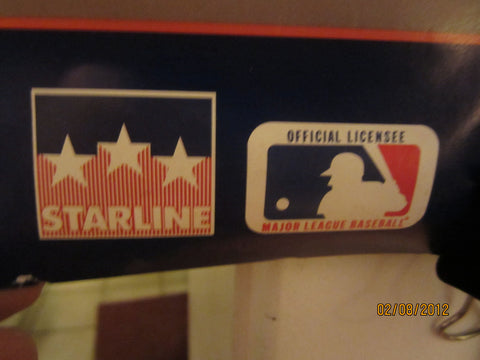 STARLINE
OFFICIAL LICENSEE
MAJOR LEAGUE BASEBALL
02/08/2012